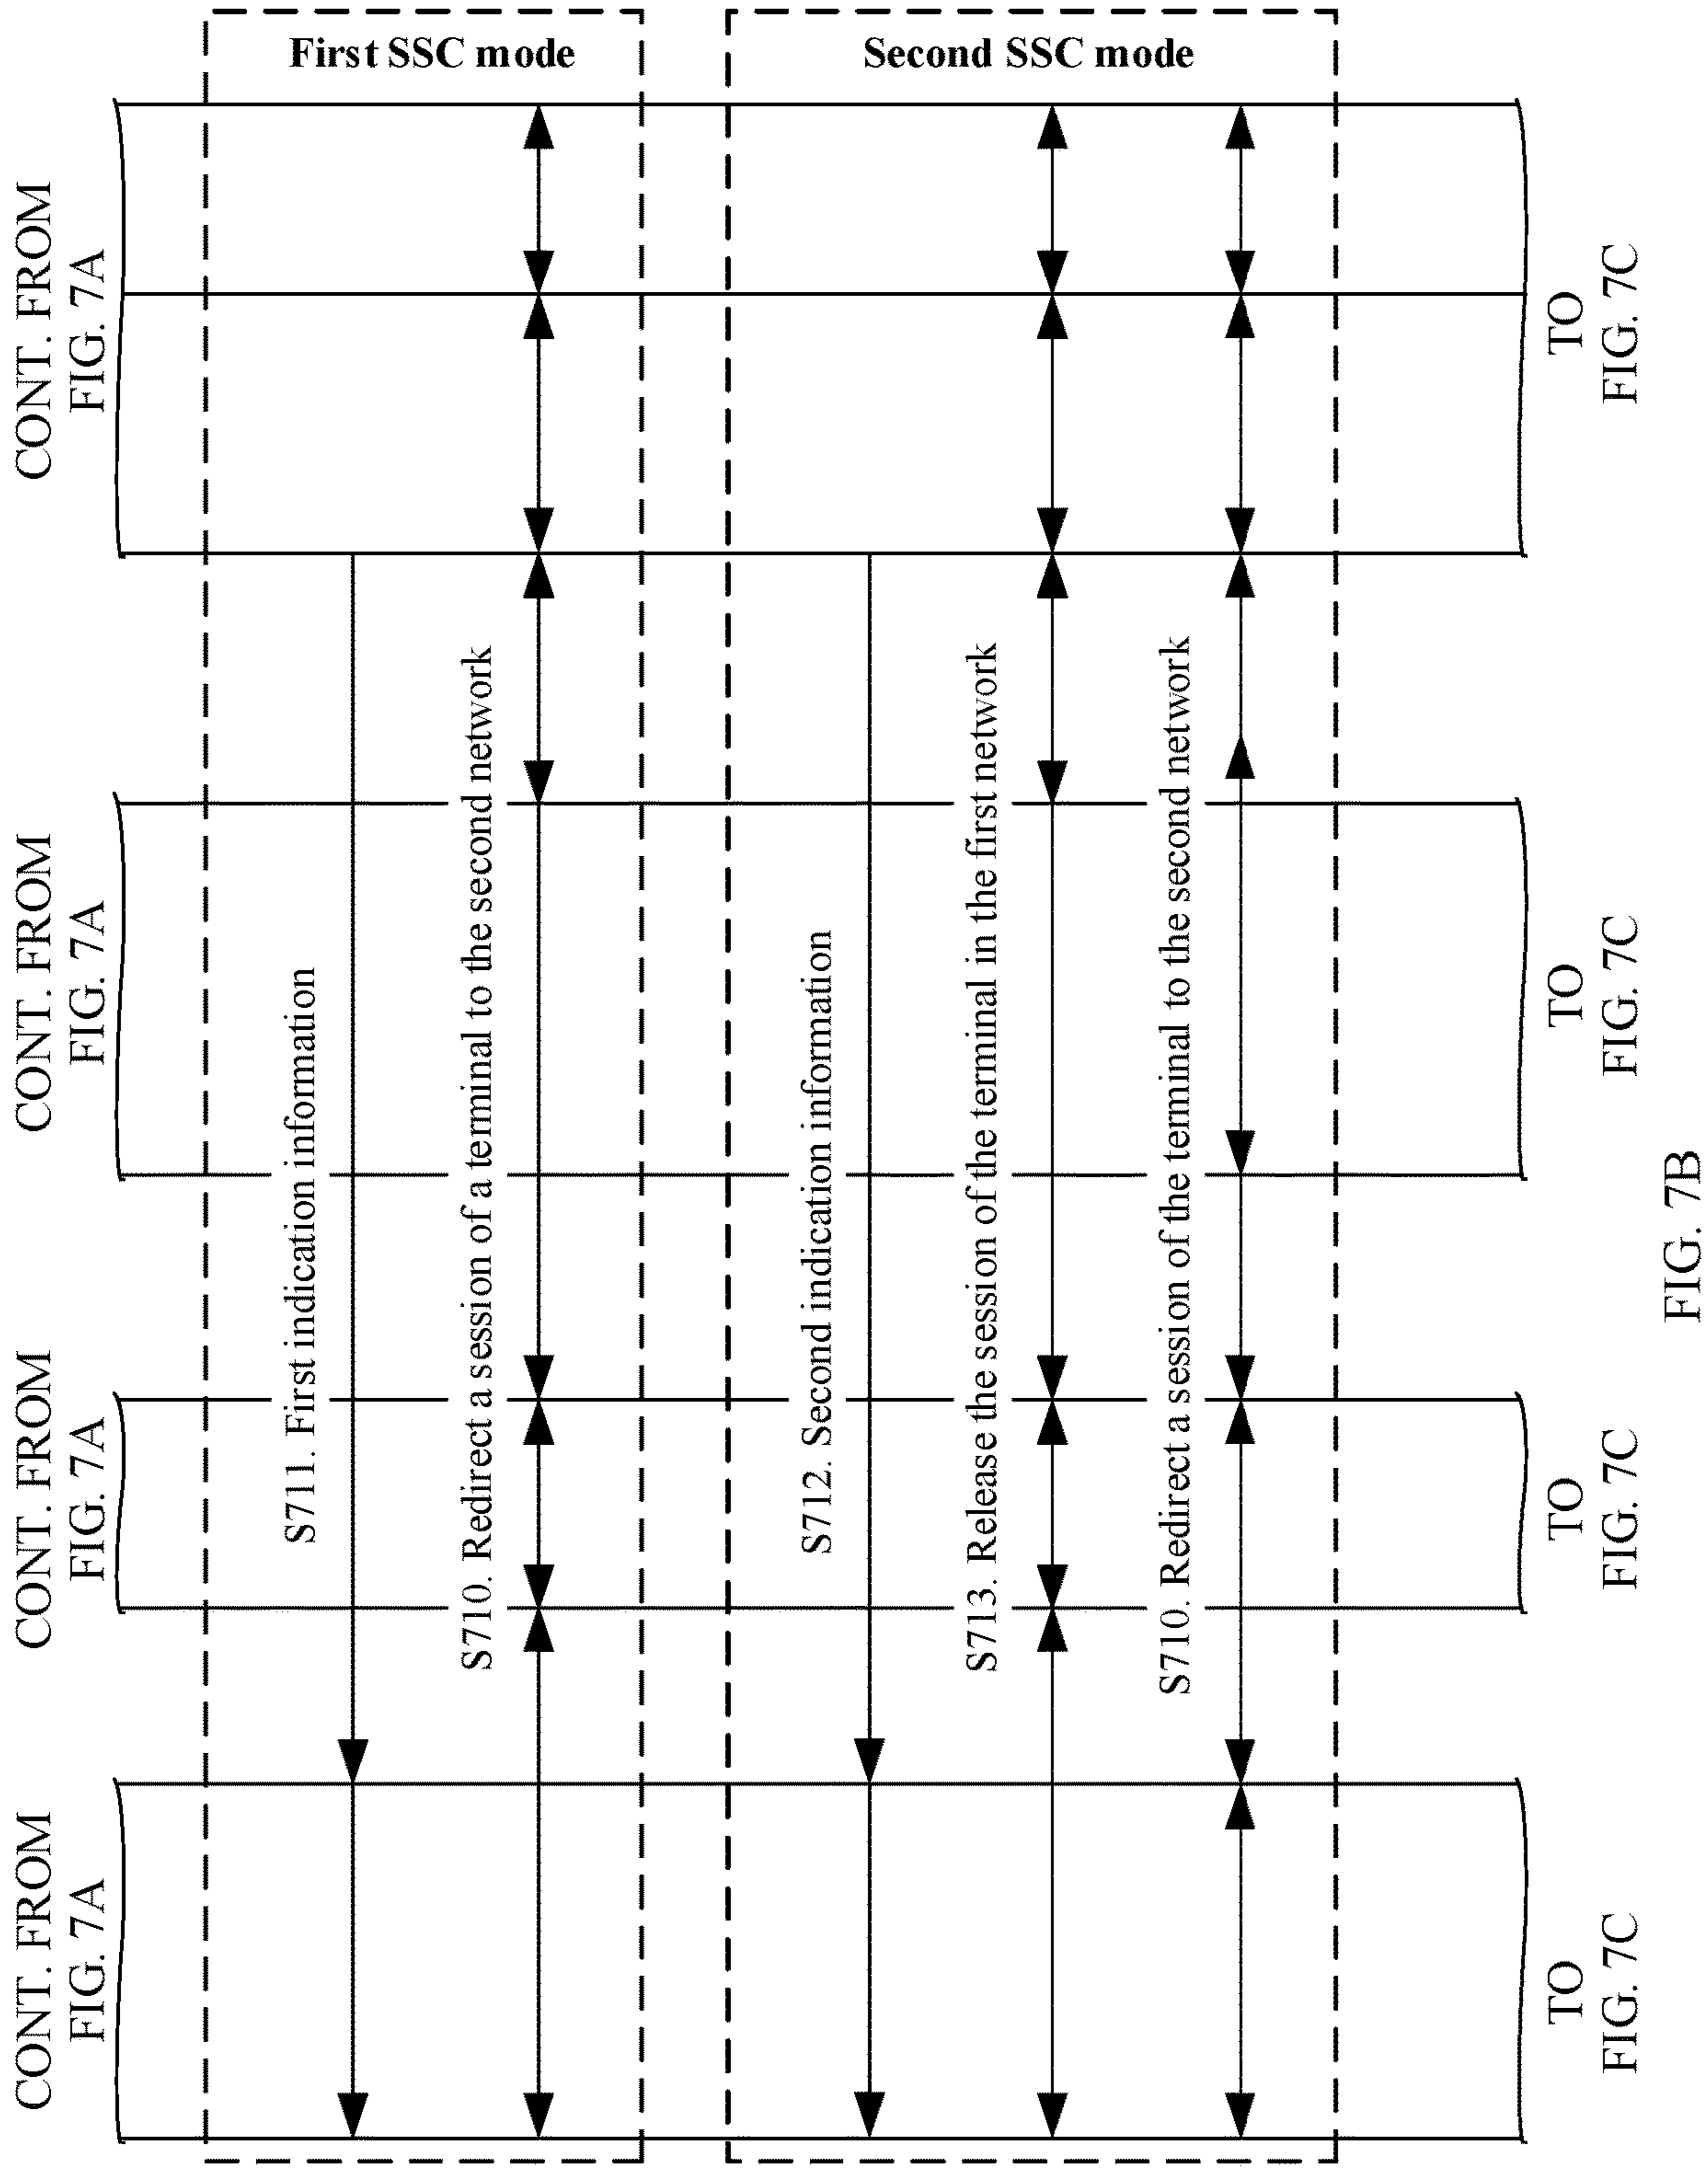 CONT. FROM
FIG. 7A
CONT. FROM
FIG. 7A
CONT. FROM
FIG. 7A
CONT. FROM
FIG. 7A
First SSC mode
S711. First indication information
S710. Redirect a session of a terminal to the second network
Second SSC mode
S712. Second indication information
S713. Release the session of the terminal in the first network
S710. Redirect a session of the terminal to the second network
TO
FIG. 7C
TO
FIG. 7C
TO
FIG. 7C
TO
FIG. 7C
FIG. 7B